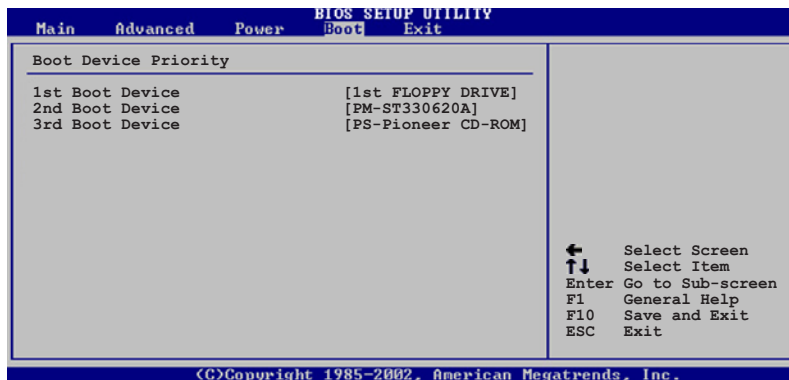 BIOS SETUP UTILITY
Main Advanced Power Boot Exit
Boot Device Priority
1st Boot Device [1st FLOPPY DRIVE]
2nd Boot Device [PM-ST330620A]
3rd Boot Device [PS-Pioneer CD-ROM]
← Select Screen
↑↓ Select Item
Enter Go to Sub-screen
F1 General Help
F10 Save and Exit
ESC Exit
(C)Copyright 1985-2002, American Megatrends, Inc.